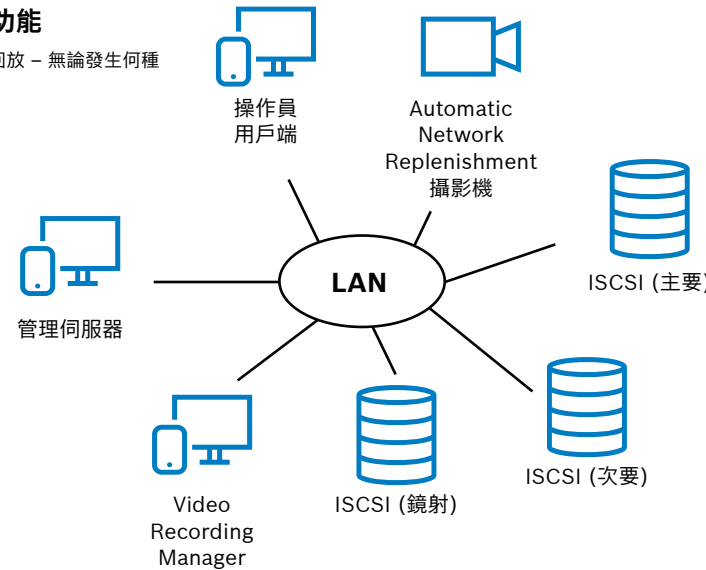 功能
回放 – 無論發生何種
操作員
用戶端
Automatic
Network
Replenishment
攝影機
ISCSI (主要)
LAN
管理伺服器
ISCSI (次要)
ISCSI (鏡射)
Video
Recording
Manager